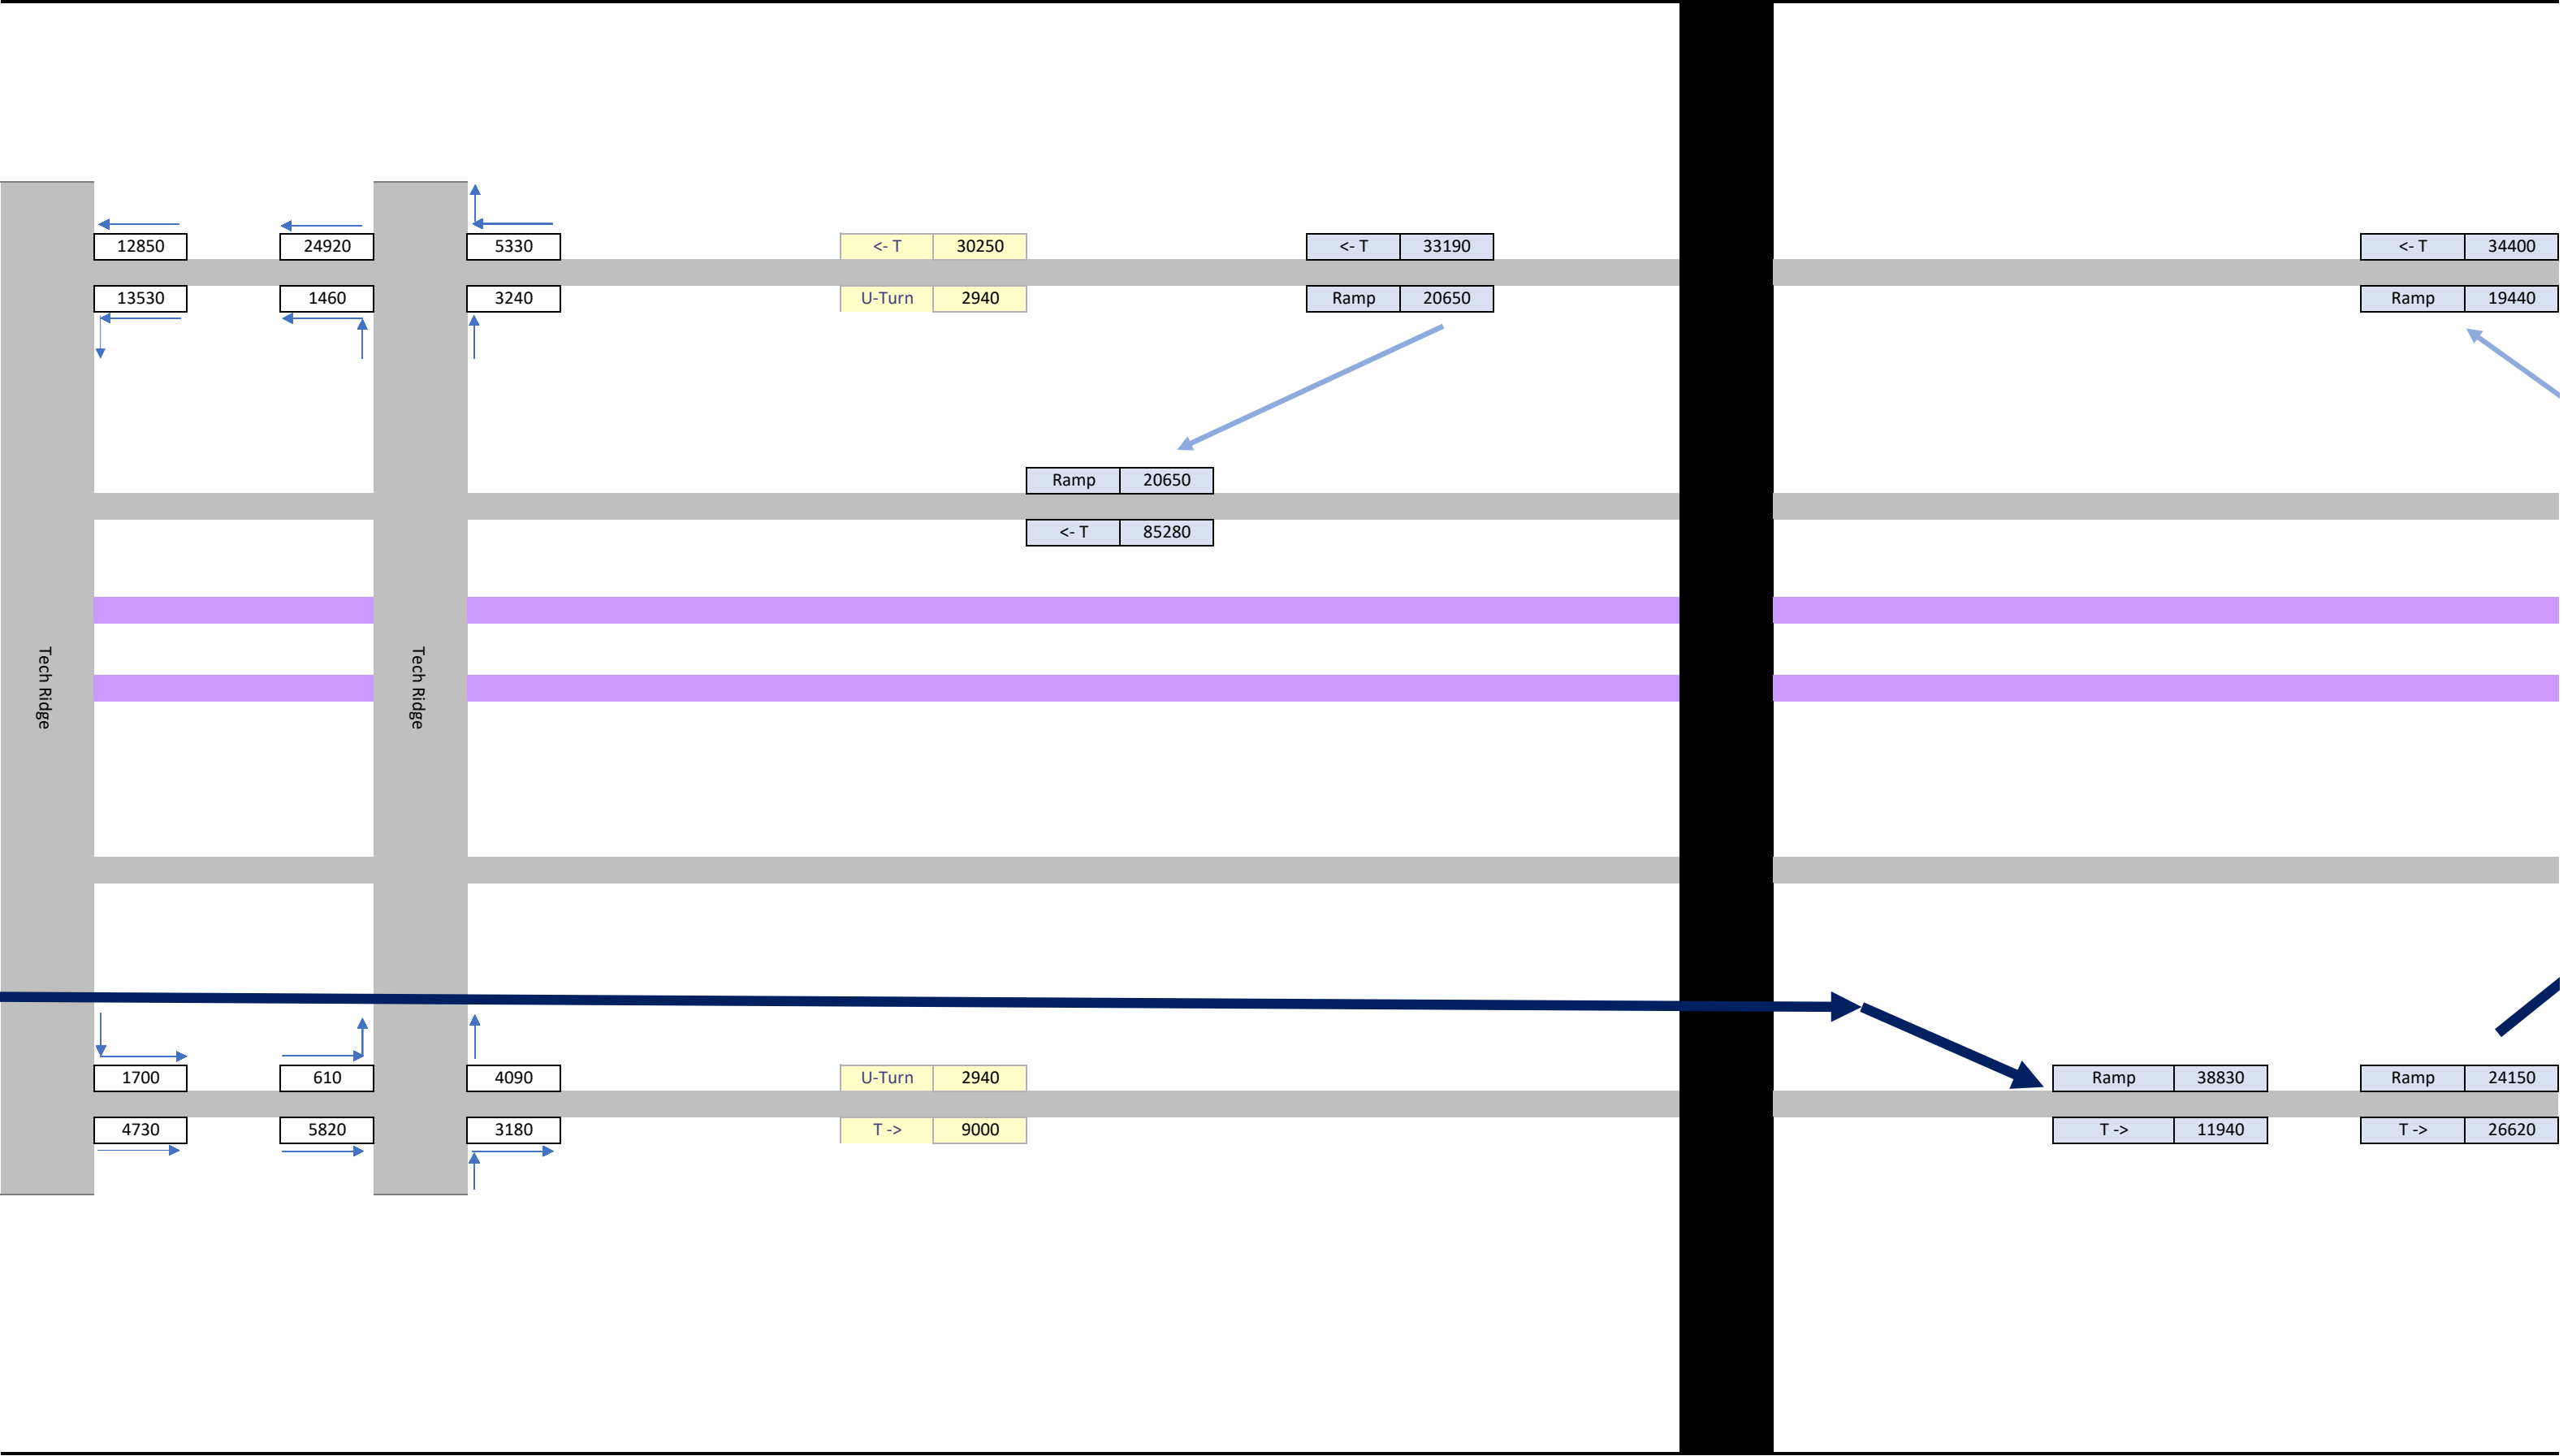 12850 24920 5330 <- T 30250 <- T 33190 <- T 34400
13530 1460 3240 U-Turn 2940 Ramp 20650 Ramp 19440
Ramp 20650
<- T 85280
Tech Ridge Tech Ridge
1700 610 4090 U-Turn 2940 Ramp 38830 Ramp 24150
4730 5820 3180 T -> 9000 T -> 11940 T -> 26620